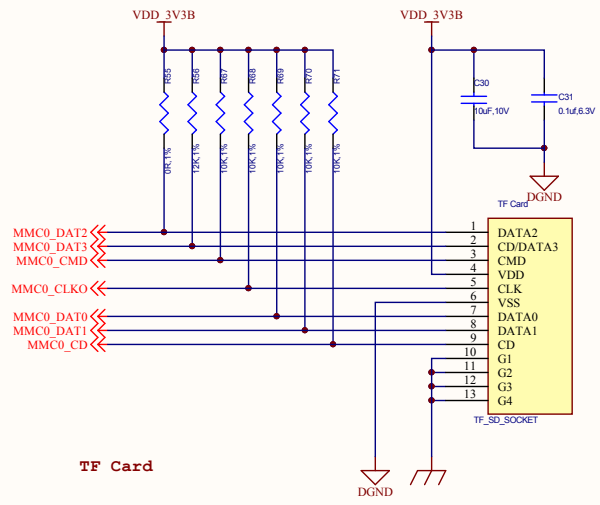 VDD_3V3B
VDD_3V3B
R55
R56
R67
R68
R69
R70
R71
0R,1%
12K,1%
10K,1%
10K,1%
10K,1%
10K,1%
10K,1%
C30
10uF,10V
C31
0.1uf,6.3V
DGND
TF Card
MMC0_DAT2
MMC0_DAT3
MMC0_CMD
MMC0_CLKO
MMC0_DAT0
MMC0_DAT1
MMC0_CD
1 DATA2
2 CD/DATA3
3 CMD
4 VDD
5 CLK
6 VSS
7 DATA0
8 DATA1
9 CD
10 G1
11 G2
12 G3
13 G4
TF_SD_SOCKET
TF Card
DGND